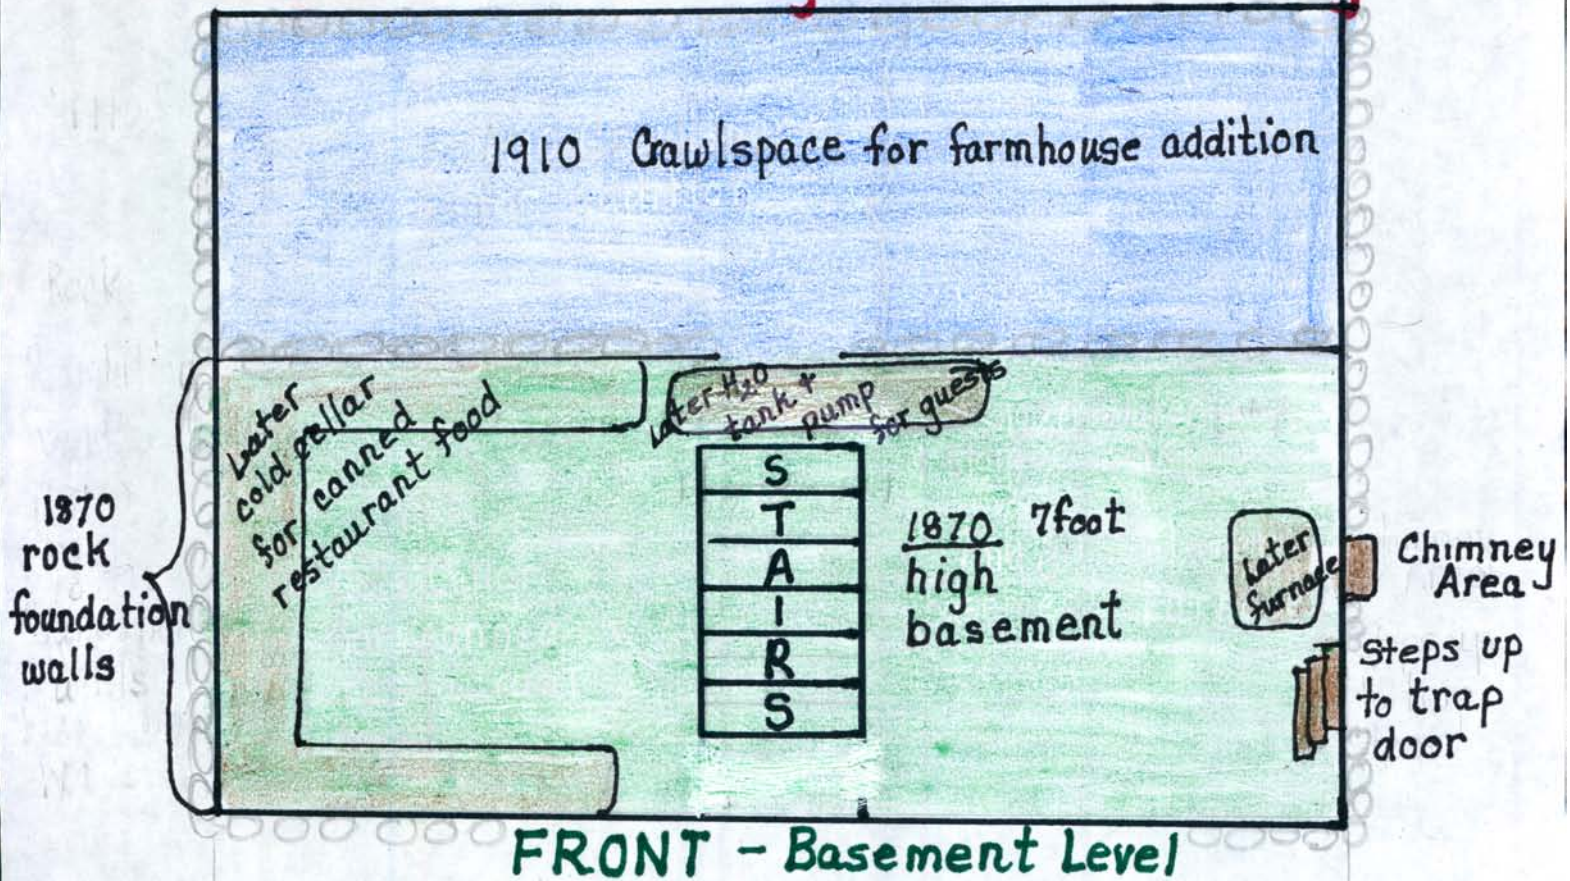 1910 Crawlspace for farmhouse addition
Later
cold cellar
for canned
restaurant food
Later H2O
tank +
pump
for guests
STAIRS
1870 7foot
high
basement
Later
furnace
Chimney
Area
Steps up
to trap
door
1870
rock
foundation
walls
FRONT - Basement Level